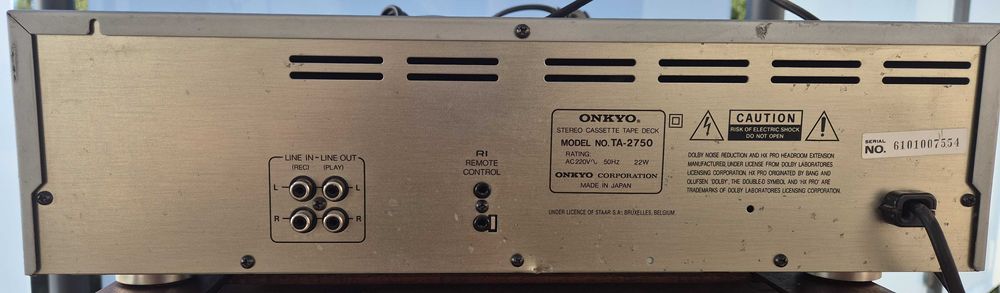 ONKYO®
STEREO CASSETTE TAPE DECK
MODEL NO. TA-2750
RATING:
AC 220V~ 50Hz 22W
ONKYO CORPORATION
MADE IN JAPAN
CAUTION
RISK OF ELECTRIC SHOCK
DO NOT OPEN
SERIAL
NO. 6101007554
DOLBY NOISE REDUCTION AND HX PRO HEADROOM EXTENSION
MANUFACTURED UNDER LICENSE FROM DOLBY LABORATORIES
LICENSING CORPORATION. HX PRO ORIGINATED BY BANG AND
OLUFSEN. 'DOLBY', THE DOUBLE-D SYMBOL AND 'HX PRO' ARE
TRADEMARKS OF DOLBY LABORATORIES LICENSING CORPORATION.
UNDER LICENCE OF STAAR S.A., BRUXELLES, BELGIUM
LINE IN - LINE OUT
(REC) (PLAY)
L L
R R
RI
REMOTE
CONTROL